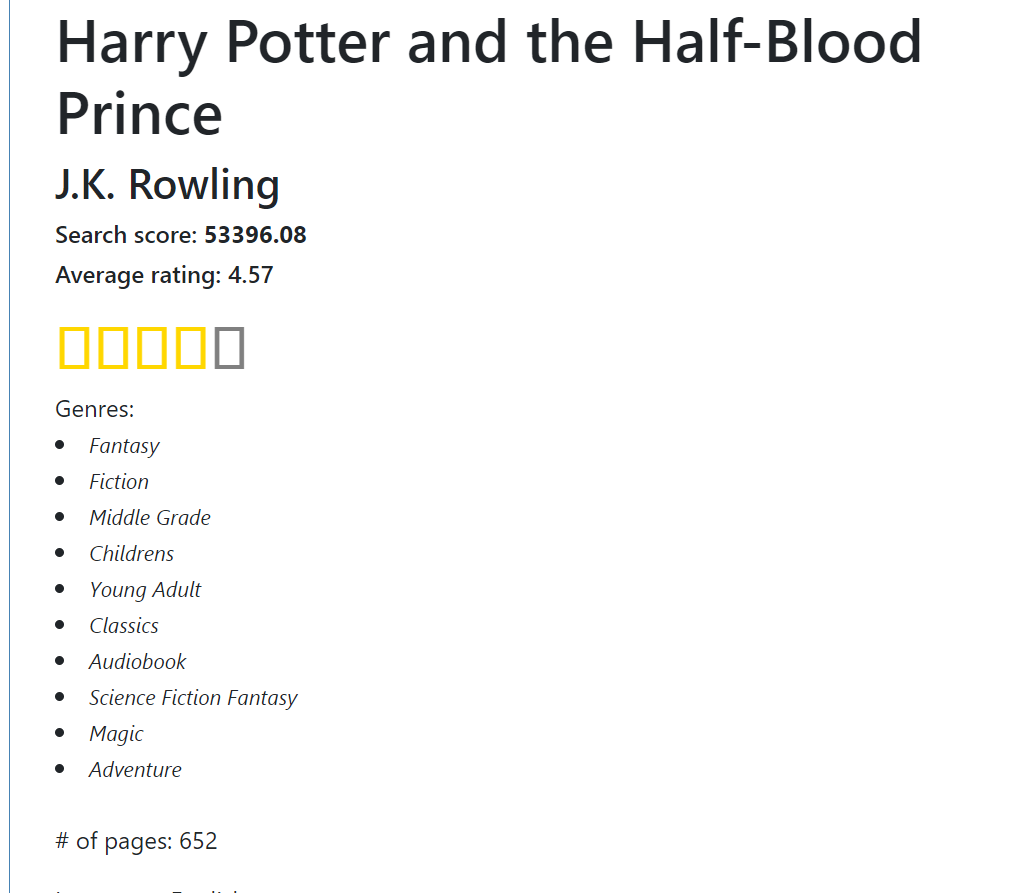 Harry Potter and the Half-Blood
Prince
J.K. Rowling
Search score: 53396.08
Average rating: 4.57
Genres:
Fantasy
Fiction
Middle Grade
Childrens
Young Adult
Classics
Audiobook
Science Fiction Fantasy
Magic
Adventure
# of pages: 652